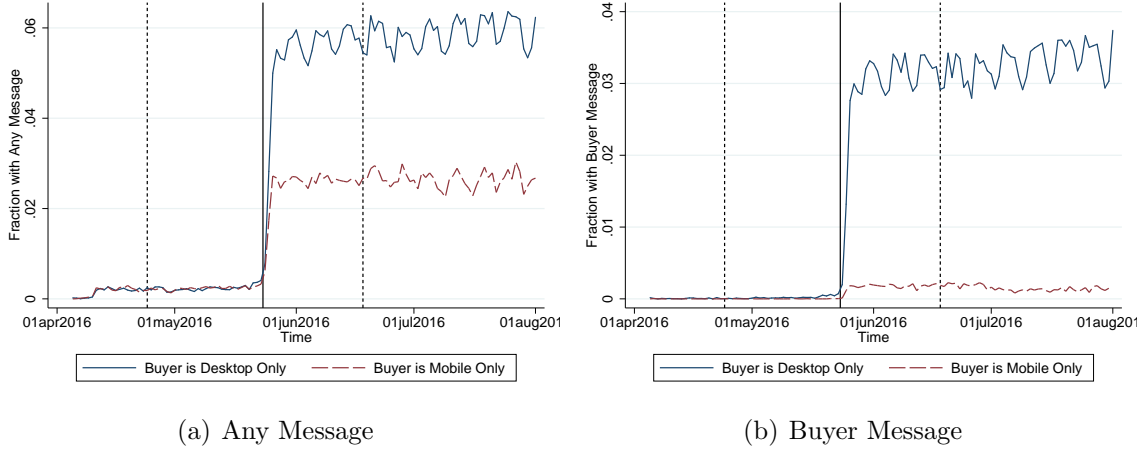 Fraction with Any Message
.06
.04
.02
0
01apr2016 01may2016 01jun2016 01jul2016 01aug201
Time
Buyer is Desktop Only Buyer is Mobile Only
(a) Any Message
Fraction with Buyer Message
.04
.03
.02
.01
0
01apr2016 01may2016 01jun2016 01jul2016 01aug201
Time
Buyer is Desktop Only Buyer is Mobile Only
(b) Buyer Message